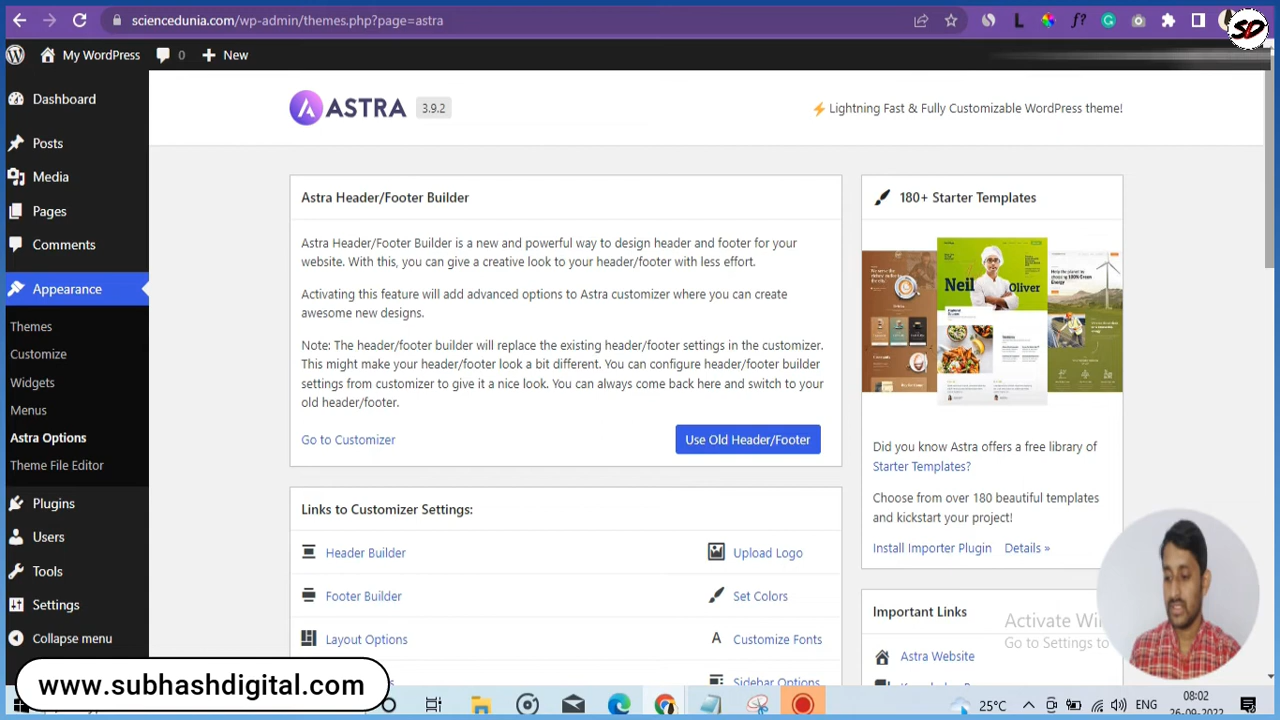 sciencedunia.com/wp-admin/themes.php?page=astra
L
f?
SD
My WordPress
0
New
Dashboard
Posts
Media
Pages
Comments
Appearance
Themes
Customize
Widgets
Menus
Astra Options
Theme File Editor
Plugins
Users
Tools
Settings
Collapse menu
ASTRA 3.9.2
Lightning Fast & Fully Customizable WordPress theme!
Astra Header/Footer Builder
Astra Header/Footer Builder is a new and powerful way to design header and footer for your
website. With this, you can give a creative look to your header/footer with less effort.
Activating this feature will add advanced options to Astra customizer where you can create
awesome new designs.
Note: The header/footer builder will replace the existing header/footer settings in the customizer.
This might make your header/footer look a bit different. You can configure header/footer builder
settings from customizer to give it a nice look. You can always come back here and switch to your
old header/footer.
Go to Customizer
Use Old Header/Footer
Links to Customizer Settings:
Header Builder
Upload Logo
Footer Builder
Set Colors
Layout Options
Customize Fonts
Sidebar Options
180+ Starter Templates
Neil
Oliver
Did you know Astra offers a free library of
Starter Templates?
Choose from over 180 beautiful templates
and kickstart your project!
Install Importer Plugin
Details »
Important Links
Astra Website
Activate Wi
Go to Settings to
www.subhashdigital.com
25°C
ENG
08:02
26-09-2022